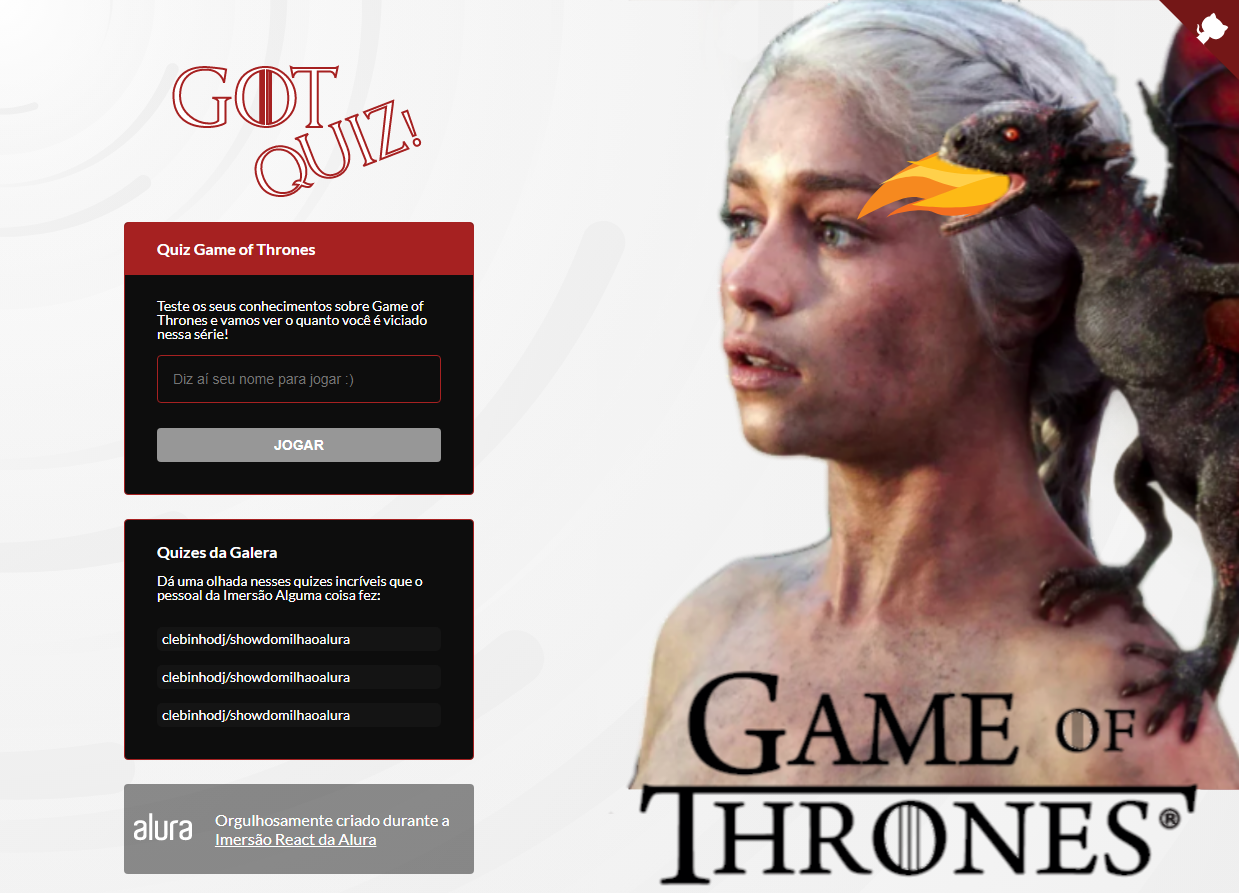 GOT
QUIZ!
Quiz Game of Thrones
Teste os seus conhecimentos sobre Game of
Thrones e vamos ver o quanto você é viciado
nessa série!
Diz aí seu nome para jogar :)
JOGAR
Quizes da Galera
Dá uma olhada nesses quizes incríveis que o
pessoal da Imersão Alguma coisa fez:
clebinhodj/showdomilhaoalura
clebinhodj/showdomilhaoalura
clebinhodj/showdomilhaoalura
alura
Orgulhosamente criado durante a
Imersão React da Alura
GAME OF
THRONES®